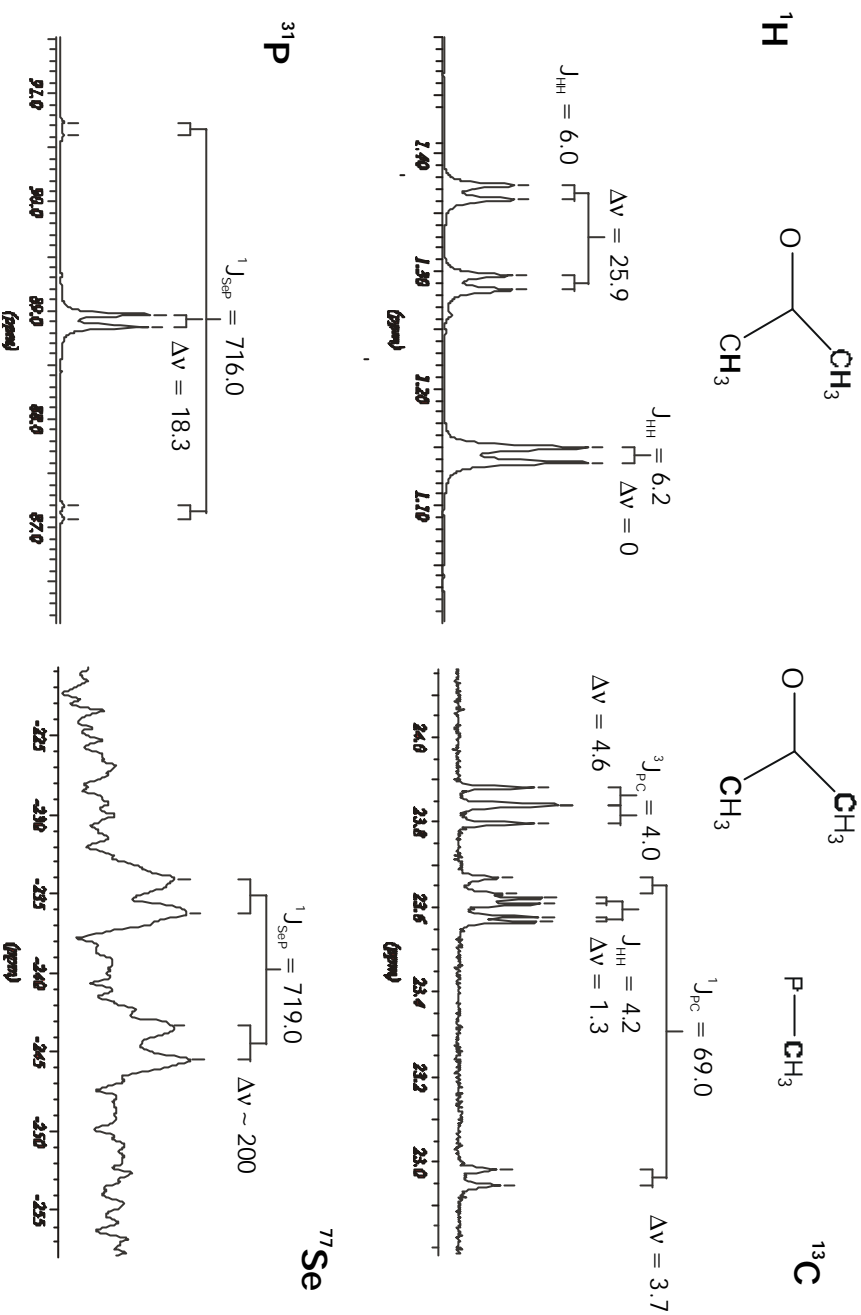 ¹H
O
CH₃
CH₃
J_HH = 6.2
Δν = 0
Δν = 25.9
J_HH = 6.0
1.40 1.30 1.20 1.10
(ppm)
¹³C
O
CH₃
CH₃
P—CH₃
¹J_PC = 69.0
Δν = 3.7
³J_PC = 4.0
Δν = 4.6
J_HH = 4.2
Δν = 1.3
24.0 23.8 23.6 23.4 23.2 23.0
(ppm)
³¹P
¹J_SeP = 716.0
Δν = 18.3
91.0 90.0 89.0 88.0 87.0
(ppm)
⁷⁷Se
¹J_SeP = 719.0
Δν ~ 200
-225 -230 -235 -240 -245 -250 -255
(ppm)